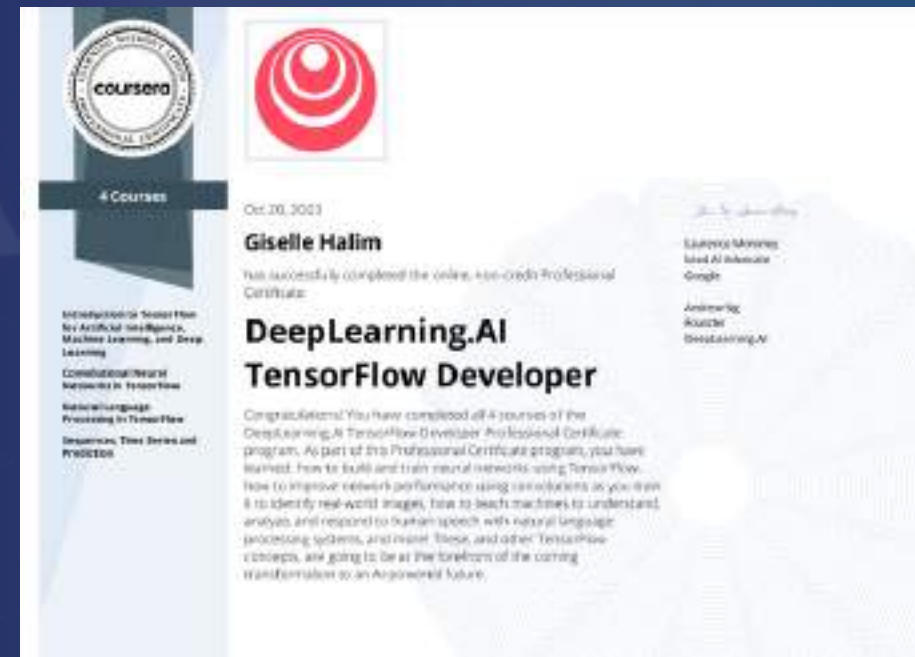 LEARNING WITHOUT LIMITS
coursera
PROFESSIONAL CERTIFICATE
4 Courses
Introduction to TensorFlow
for Artificial Intelligence,
Machine Learning, and Deep
Learning
Convolutional Neural
Networks in TensorFlow
Natural Language
Processing in TensorFlow
Sequences, Time Series and
Prediction
Oct 20, 2023
Giselle Halim
has successfully completed the online, non-credit Professional
Certificate
DeepLearning.AI
TensorFlow Developer
Congratulations! You have completed all 4 courses of the
DeepLearning.AI TensorFlow Developer Professional Certificate
program. As part of this Professional Certificate program, you have
learned: how to build and train neural networks using TensorFlow,
how to improve network performance using convolutions as you train
it to identify real-world images, how to teach machines to understand,
analyze, and respond to human speech with natural language
processing systems, and more! These, and other TensorFlow
concepts, are going to be at the forefront of the coming
transformation to an AI-powered future.
Laurence Moroney
Lead AI Advocate
Google
Andrew Ng
Founder
DeepLearning.AI